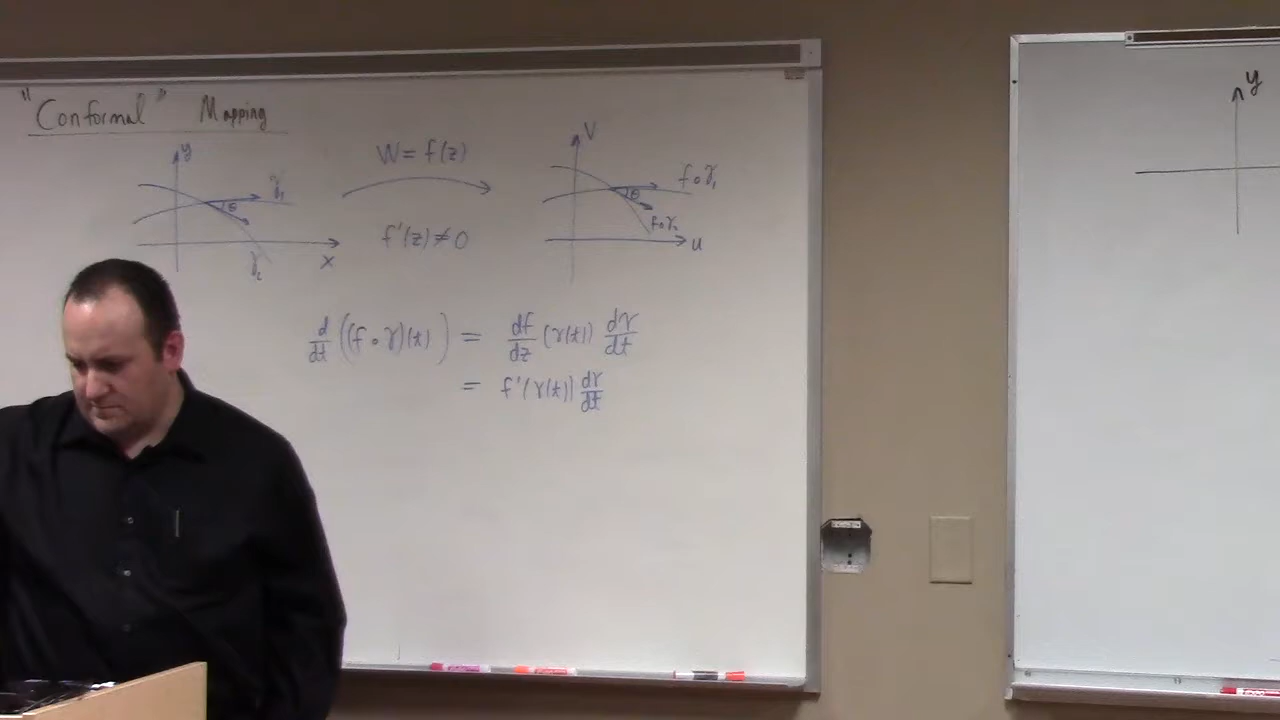 "Conformal" Mapping
y
γ₁
θ
x
γ₂
W = f(z)
f'(z) ≠ 0
V
f∘γ₁
θ
f∘γ₂
u
d/dt ((f∘γ)(t)) = df/dz (γ(t)) dγ/dt
= f'(γ(t)) dγ/dt
y